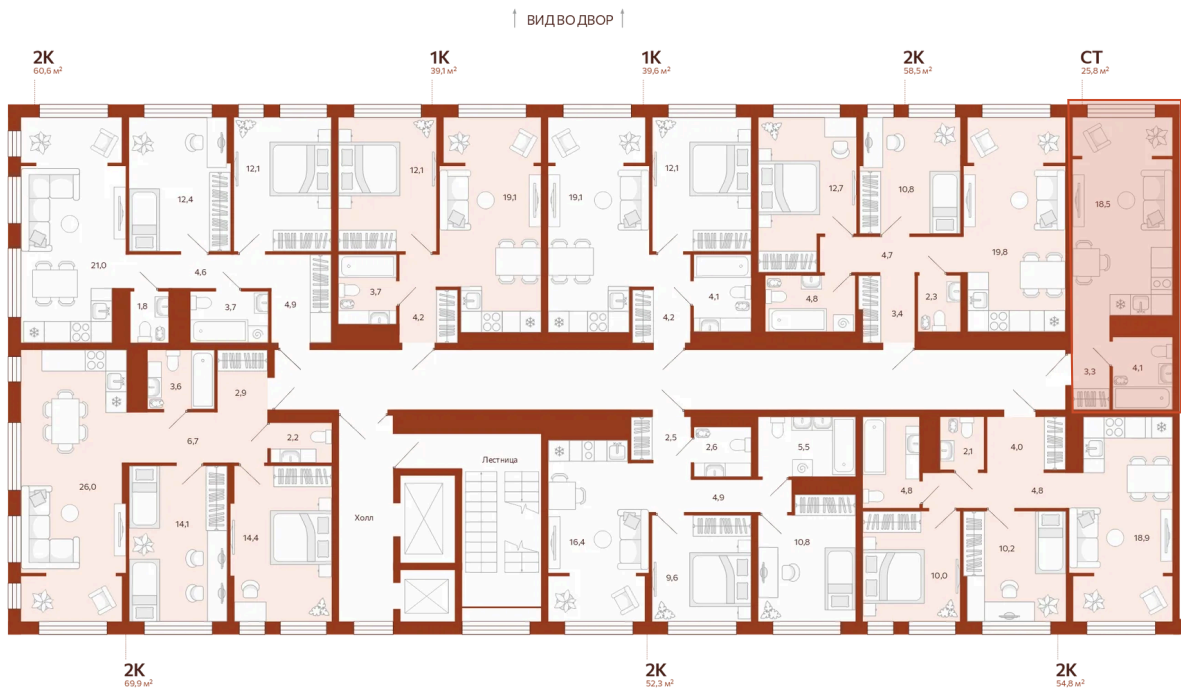 ВИД ВО ДВОР
2К
60,6 м²
1К
39,1 м²
1К
39,6 м²
2К
58,5 м²
СТ
25,8 м²
12,4
12,1
12,1
19,1
19,1
12,1
12,7
10,8
18,5
21,0
4,6
4,7
19,8
1,8
3,7
4,9
3,7
4,2
4,2
4,1
4,8
3,4
2,3
3,6
2,9
3,3
4,1
6,7
2,2
2,5
2,6
5,5
2,1
4,0
Лестница
26,0
14,1
14,4
Холл
4,9
4,8
4,8
16,4
9,6
10,8
10,0
10,2
18,9
2К
69,9 м²
2К
52,3 м²
2К
54,8 м²